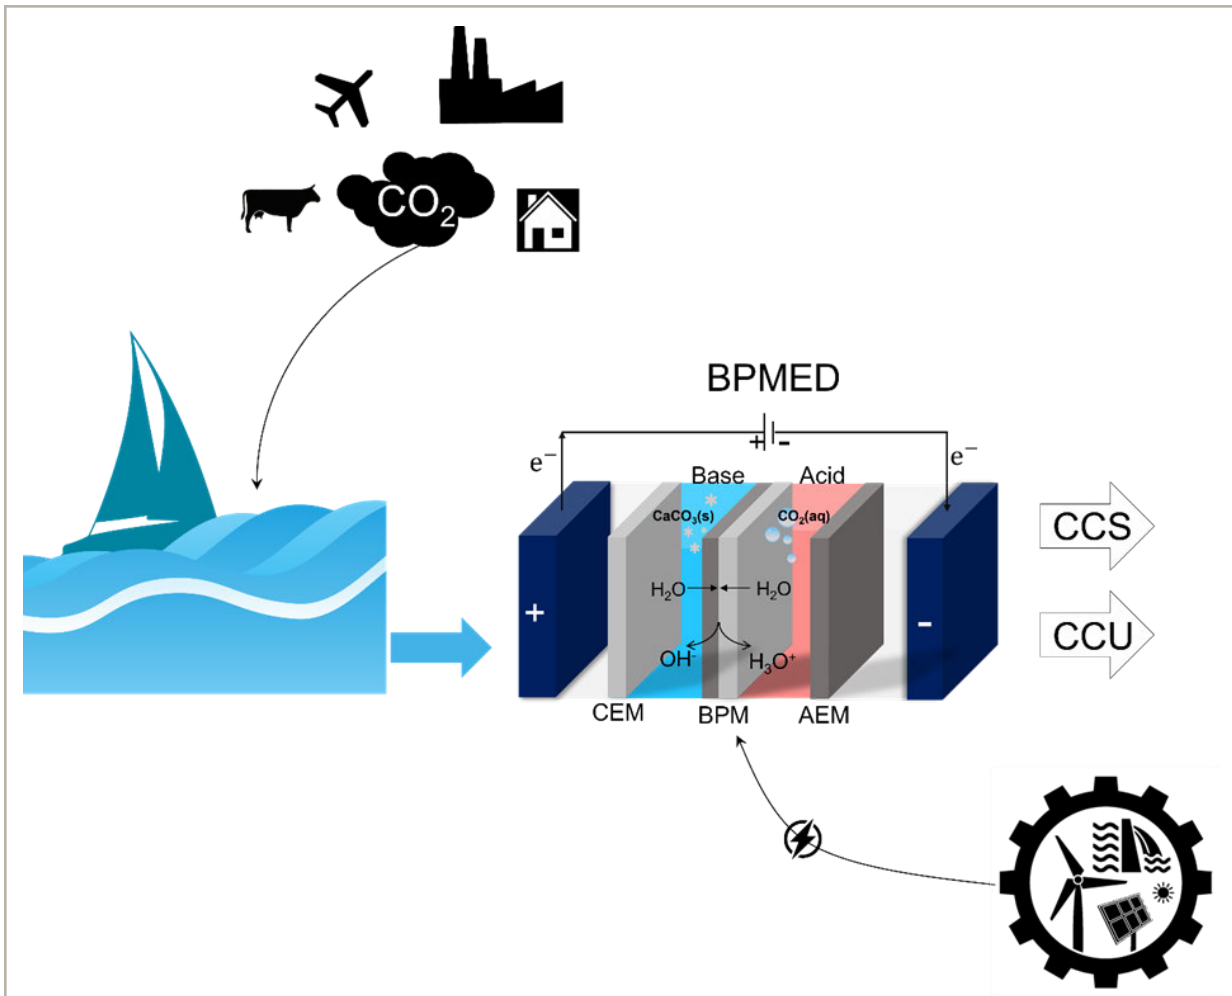 CO₂
BPMED
+ -
e⁻ e⁻
Base Acid
CaCO₃(s) CO₂(aq)
CCS
H₂O H₂O
+ -
CCU
OH⁻ H₃O⁺
CEM BPM AEM